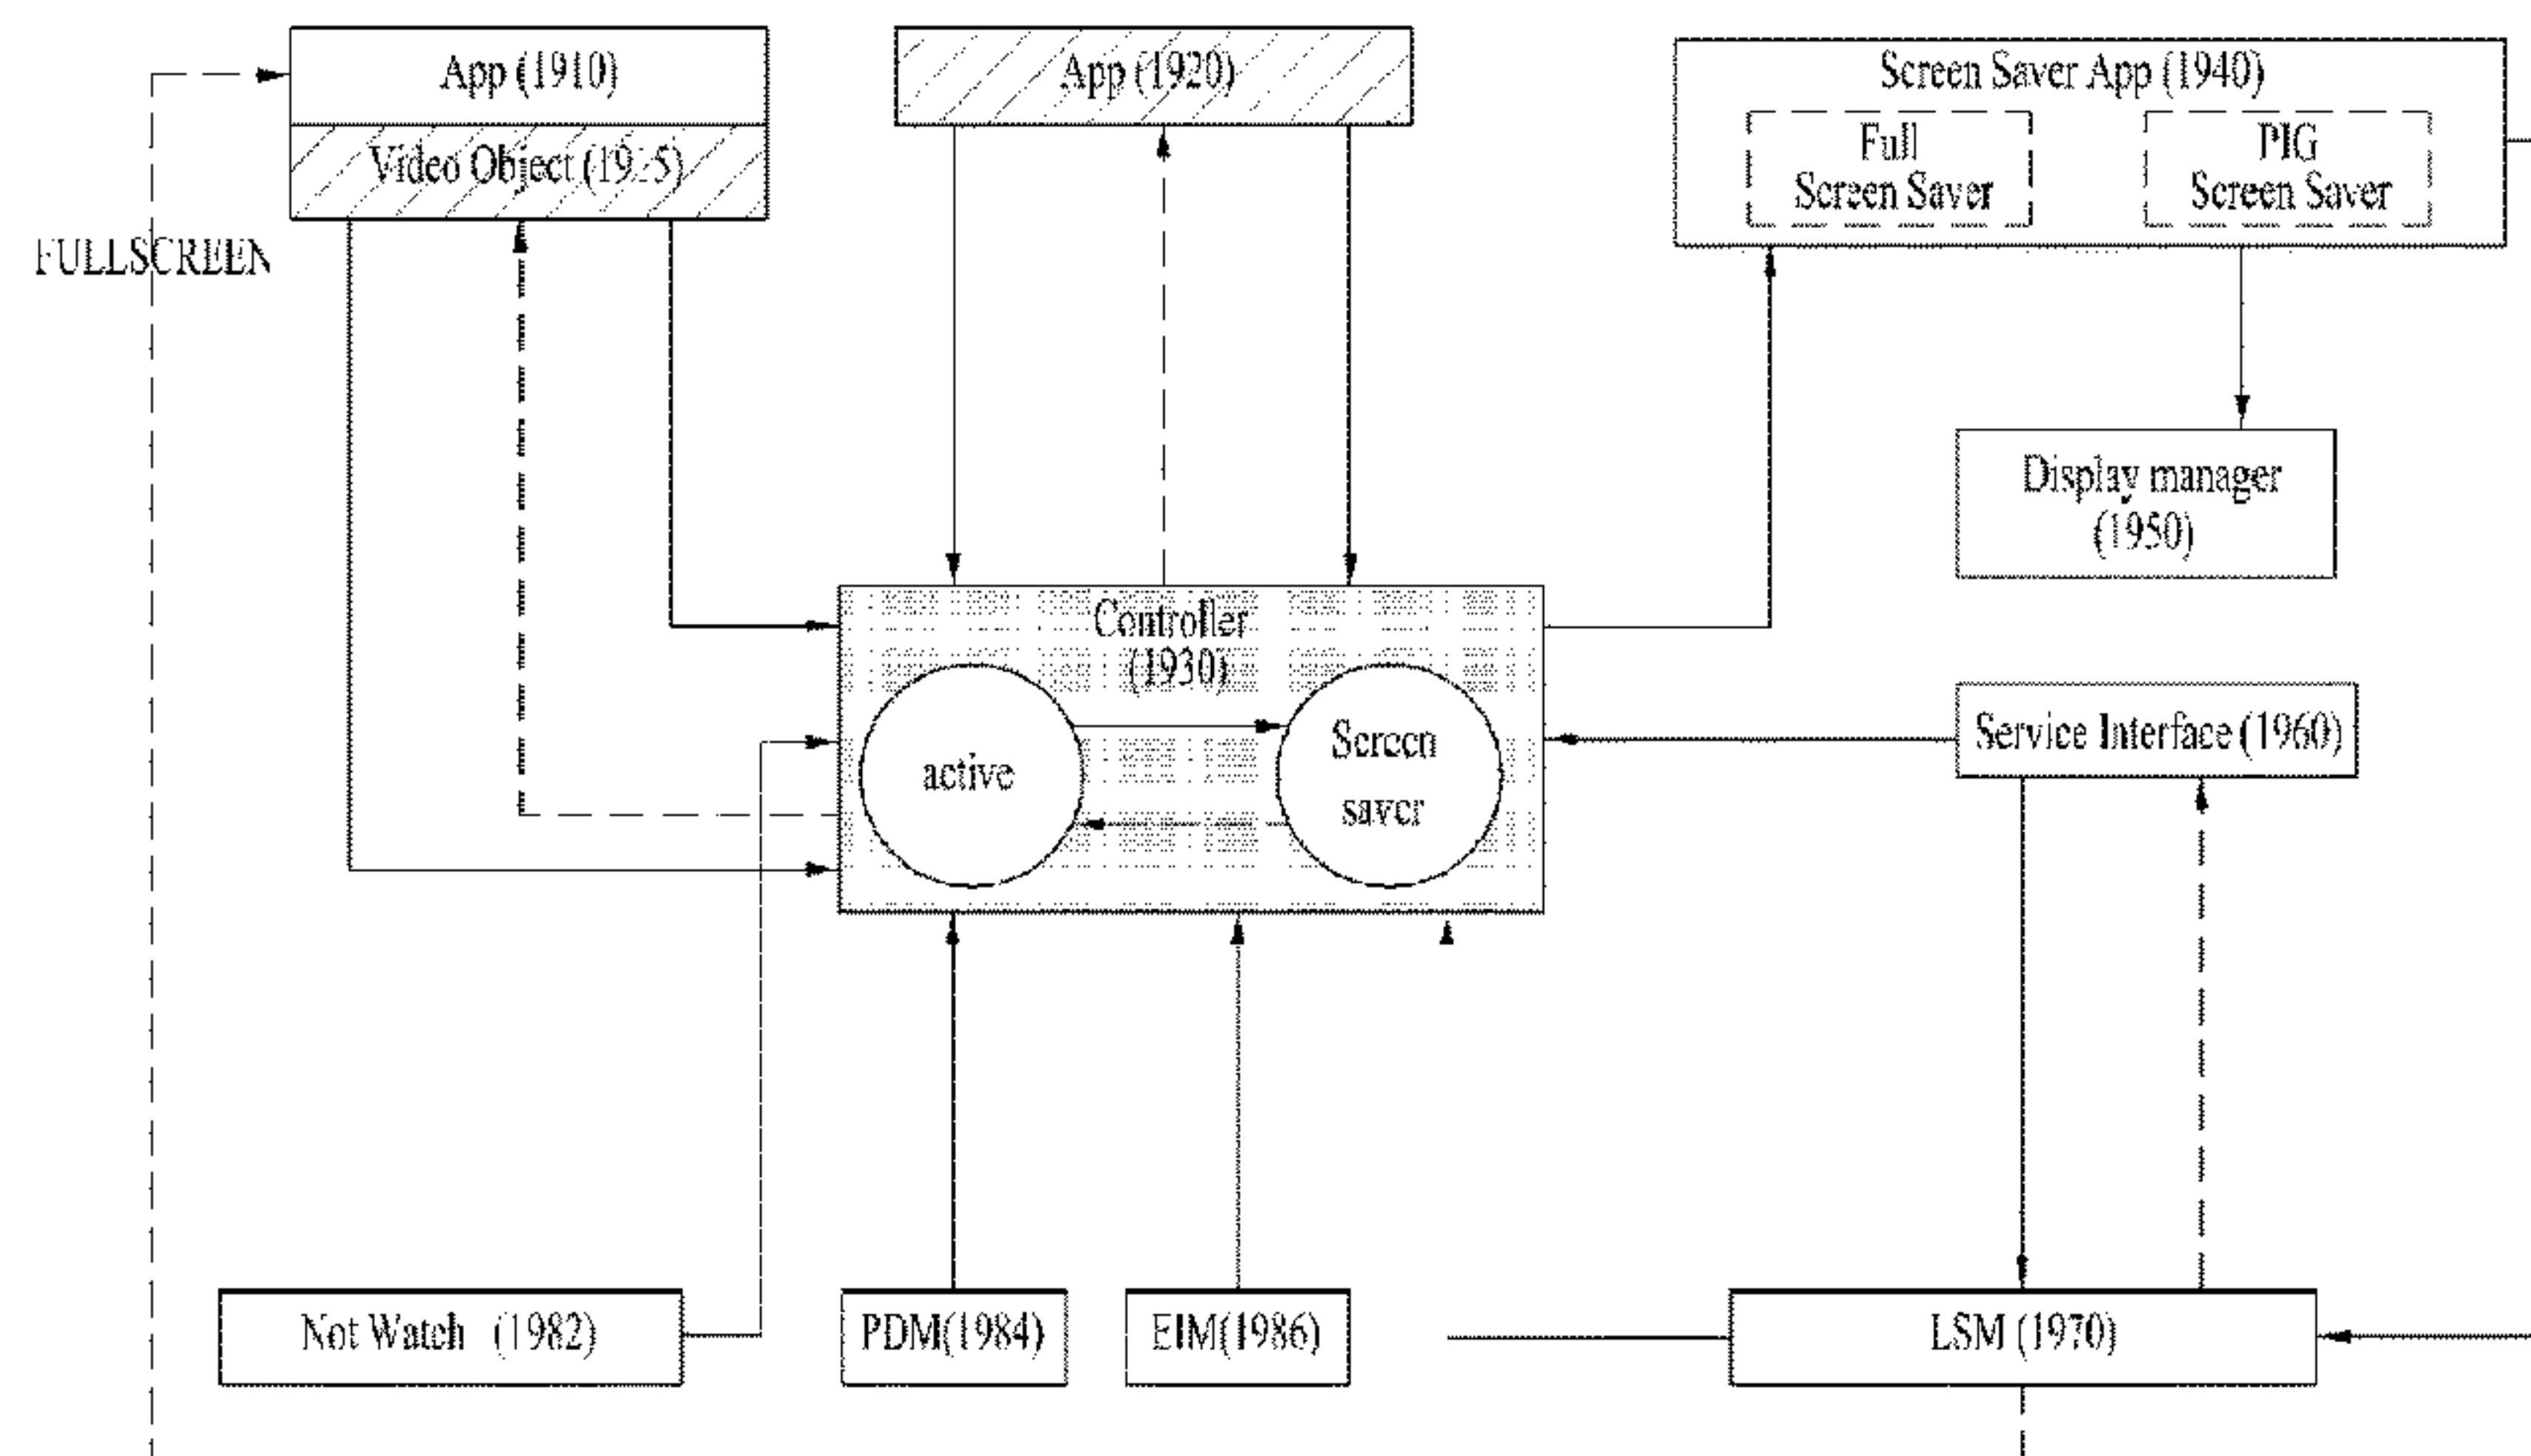 App (1910)
Video Object
FULLSCREEN
App (1920)
Screen Saver App (1940)
Full
Screen Saver
PIG
Screen Saver
Display manager
(1950)
Controller
(1930)
active
Screen
saver
Service Interface (1960)
Not Watch (1982)
PDM(1984)
EIM(1986)
LSM (1970)